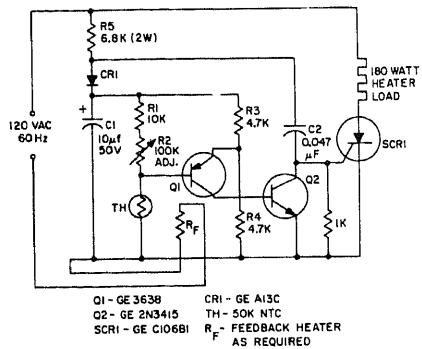 R5
6.8K (2W)
CR1
120 VAC
60Hz
+
C1
10μf
50V
R1
10K
R2
100K
ADJ.
R3
4.7K
C2
0.047
μF
180 WATT
HEATER
LOAD
SCR1
Q1
Q2
TH
RF
R4
4.7K
1K
Q1-GE 3638
Q2- GE 2N3415
SCR1- GE C106B1
CR1 - GE A13C
TH- 50K NTC
RF - FEEDBACK HEATER
AS REQUIRED